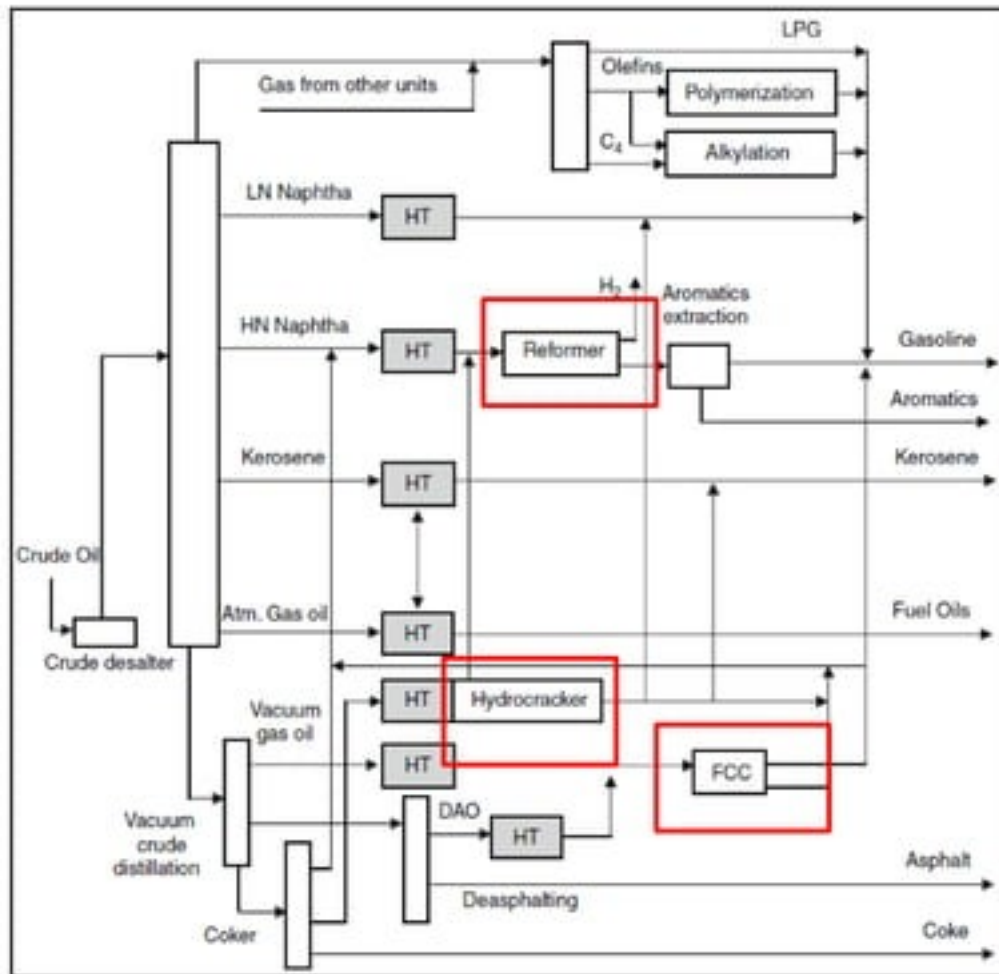 LPG
Olefins
Gas from other units
Polymerization
C4
Alkylation
LN Naphtha
HT
H2
Aromatics
extraction
HN Naphtha
HT
Reformer
Gasoline
Aromatics
Kerosene
HT
Kerosene
Crude Oil
Atm. Gas oil
HT
Fuel Oils
Crude desalter
HT
Hydrocracker
Vacuum
gas oil
HT
FCC
DAO
HT
Vacuum
crude
distillation
Asphalt
Deasphalting
Coker
Coke